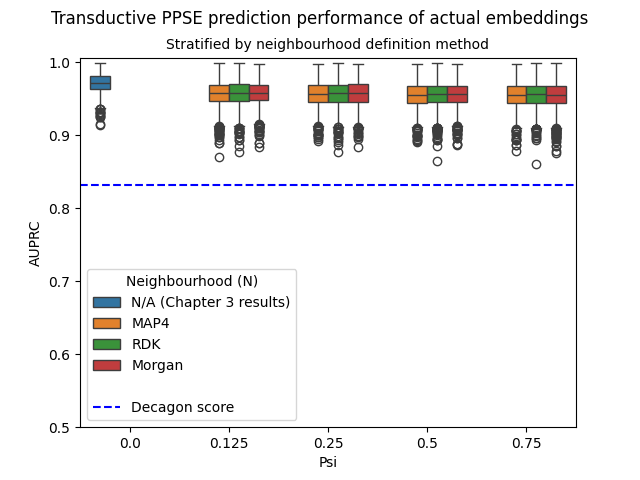 Transductive PPSE prediction performance of actual embeddings
Stratified by neighbourhood definition method
1.0
0.9
0.8
0.7
0.6
0.5
AUPRC
Neighbourhood (N)
N/A (Chapter 3 results)
MAP4
RDK
Morgan
Decagon score
0.0 0.125 0.25 0.5 0.75
Psi